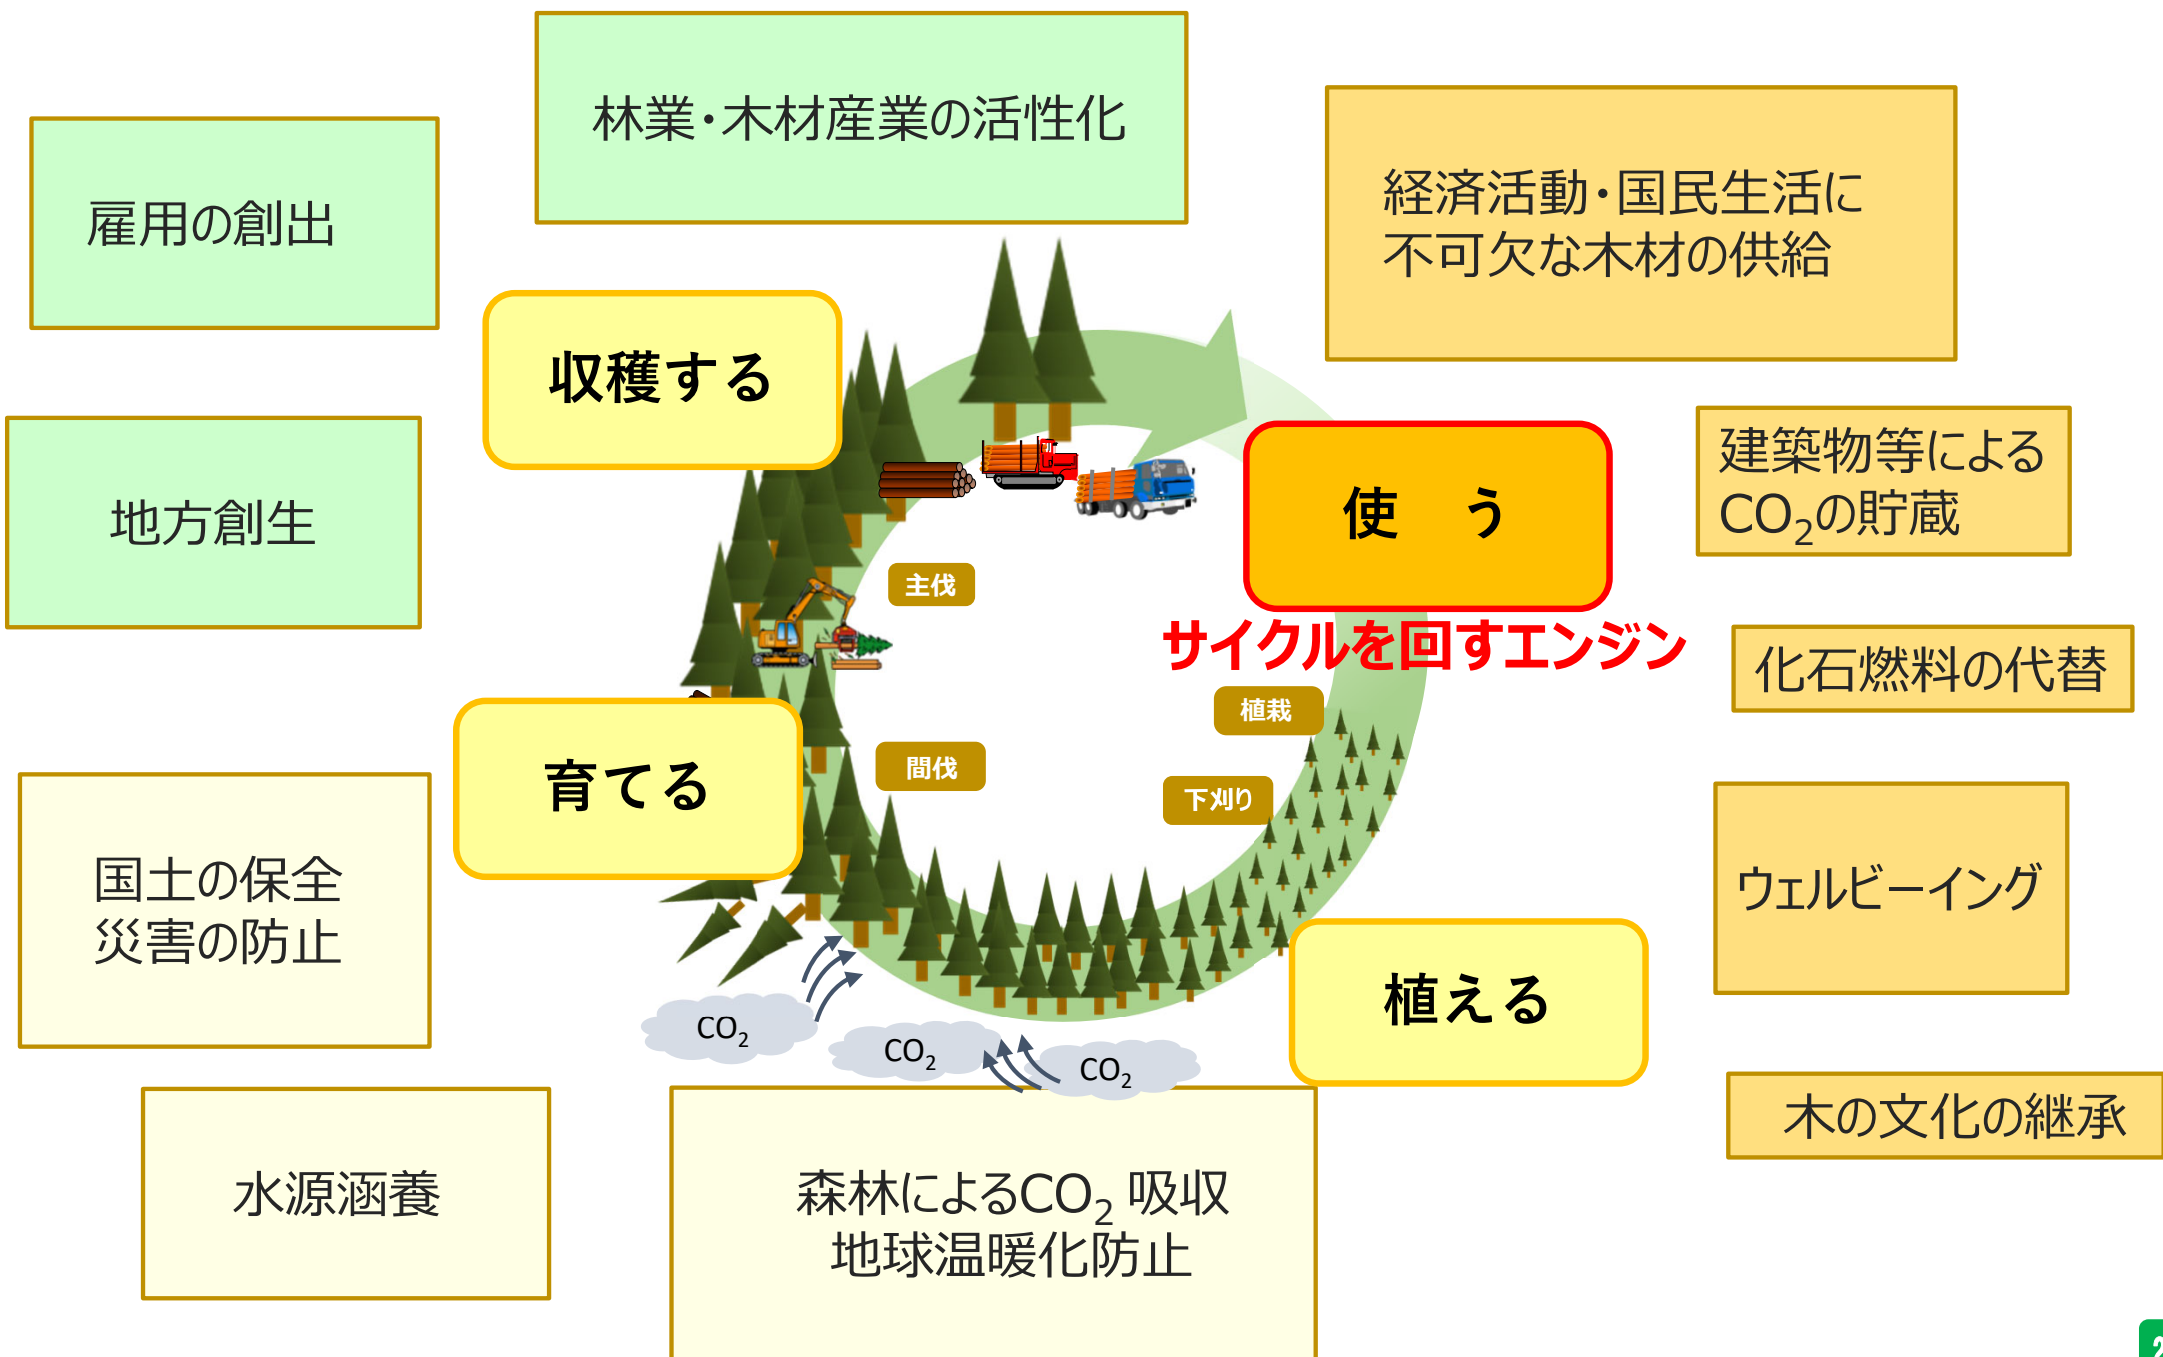 林業・木材産業の活性化
雇用の創出
経済活動・国民生活に
不可欠な木材の供給
収穫する
使　う
建築物等による
CO₂の貯蔵
地方創生
主伐
サイクルを回すエンジン
化石燃料の代替
植栽
育てる
間伐
下刈り
国土の保全
災害の防止
ウェルビーイング
植える
CO₂
CO₂
CO₂
木の文化の継承
水源涵養
森林によるCO₂ 吸収
地球温暖化防止